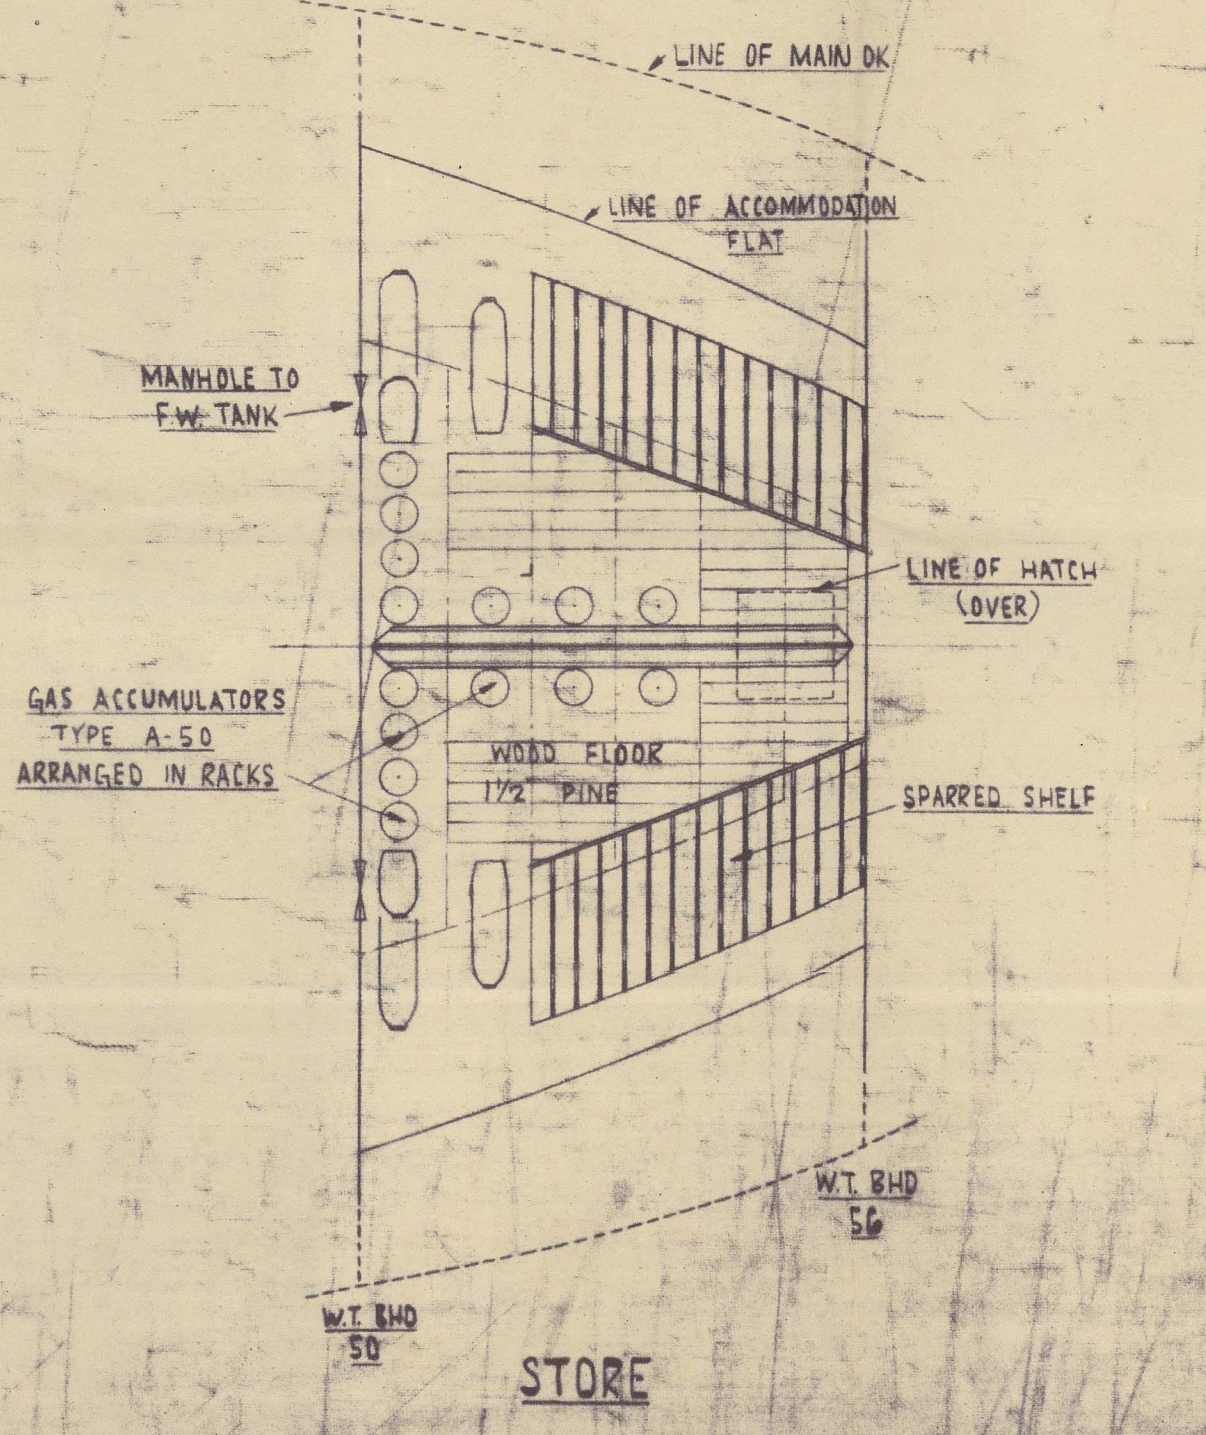 LINE OF MAIN DK
LINE OF ACCOMMODATION
FLAT
MANHOLE TO
F.W. TANK
LINE OF HATCH
(OVER)
GAS ACCUMULATORS
TYPE A-50
ARRANGED IN RACKS
WOOD FLOOR
1½" PINE
SPARRED SHELF
W.T. BHD
56
W.T. BHD
50
STORE